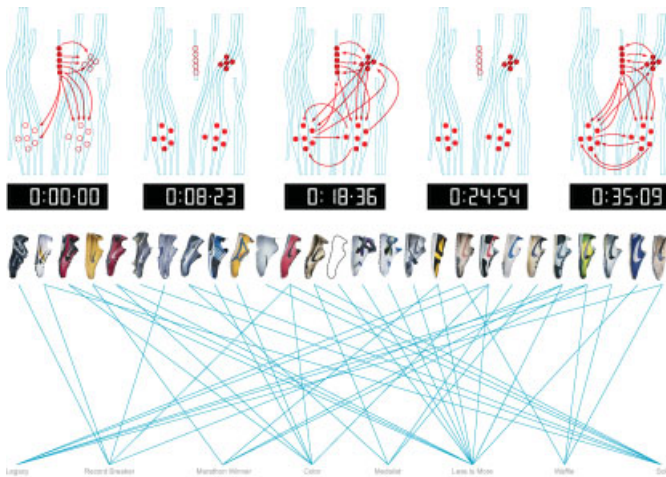 0:00:00
0:08:23
0:18:36
0:24:54
0:35:09
Legacy
Record Breaker
Marathon Winner
Color
Medalist
Less is More
Waffle